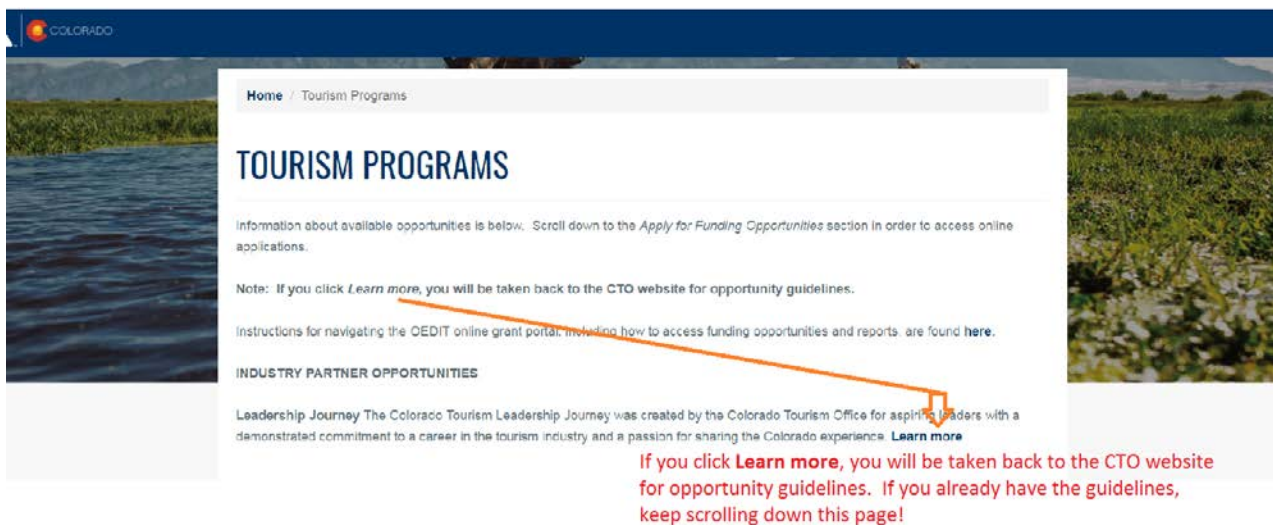 COLORADO
Home / Tourism Programs
TOURISM PROGRAMS
Information about available opportunities is below. Scroll down to the Apply for Funding Opportunities section in order to access online
applications.
Note: If you click Learn more, you will be taken back to the CTO website for opportunity guidelines.
Instructions for navigating the OEDIT online grant portal, including how to access funding opportunities and reports, are found here.
INDUSTRY PARTNER OPPORTUNITIES
Leadership Journey The Colorado Tourism Leadership Journey was created by the Colorado Tourism Office for aspiring leaders with a
demonstrated commitment to a career in the tourism industry and a passion for sharing the Colorado experience. Learn more
If you click Learn more, you will be taken back to the CTO website
for opportunity guidelines. If you already have the guidelines,
keep scrolling down this page!